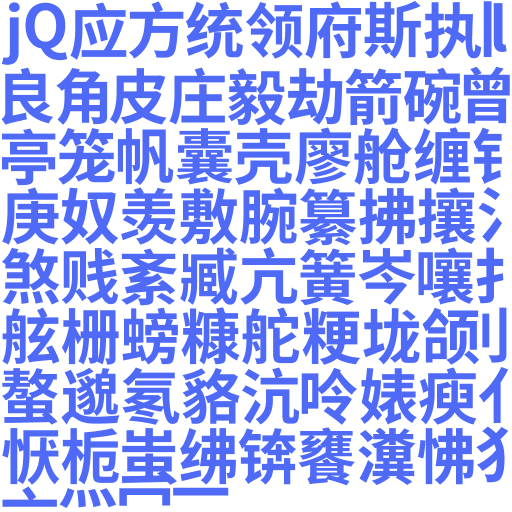 jQ应方统领府斯执
良角皮庄毅劫箭碗曾
亭笼帆囊壳廖舱缠
庚奴羡敷腕纂拂攘
煞贱紊臧亢簧岑嚷
舷栅螃糠舵粳垅颌
螯邈氡貉沆呤婊瘐
恹栀蚩绋锛饔瀵怫